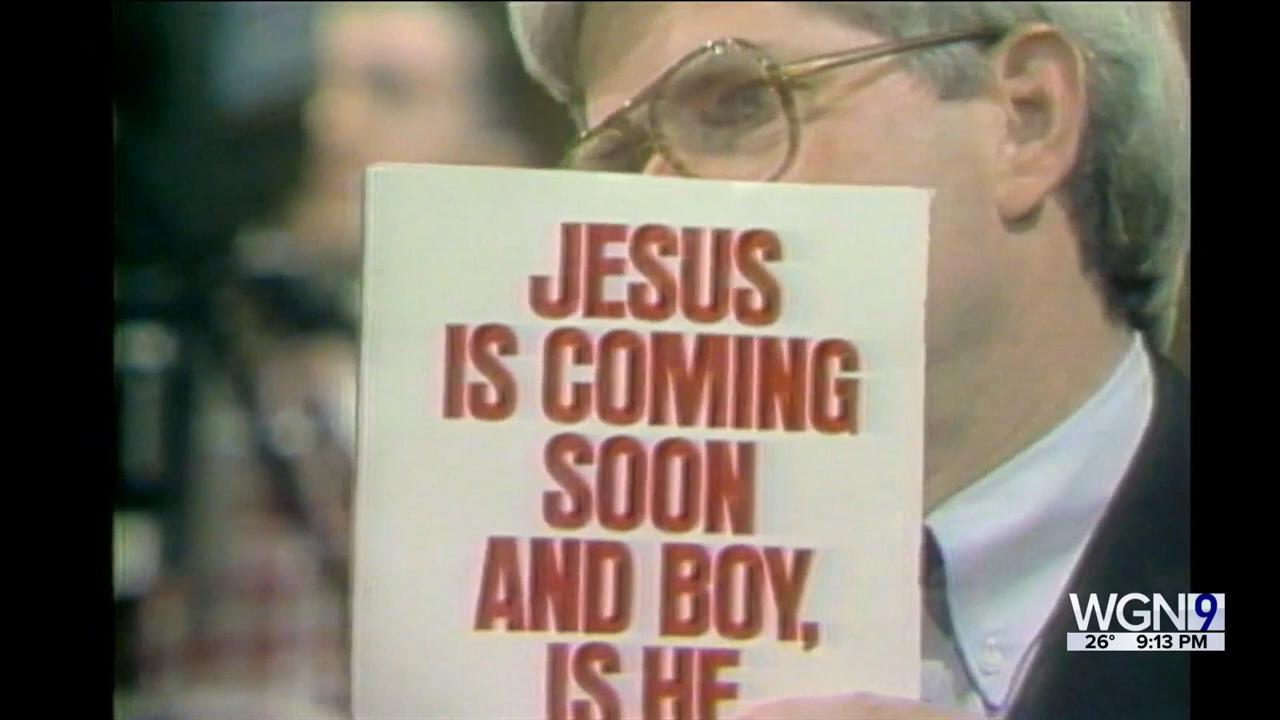 JESUS
IS COMING
SOON
AND BOY,
IS HE
WGN9
26° 9:13 PM